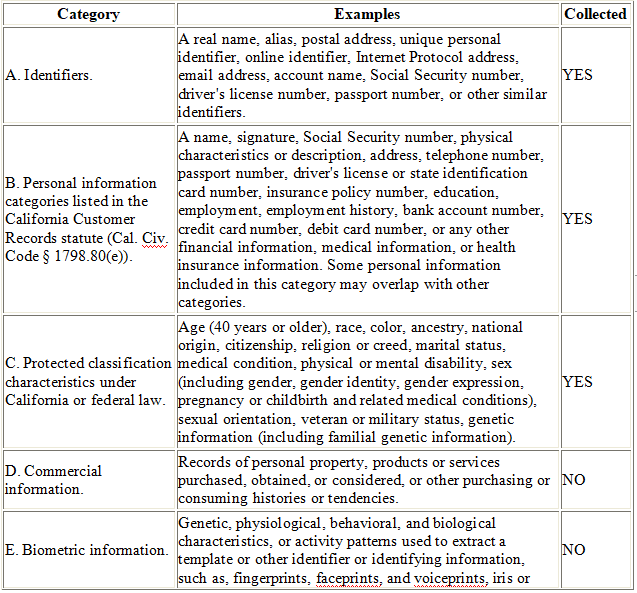 Category Examples Collected
A. Identifiers.
A real name, alias, postal address, unique personal
identifier, online identifier, Internet Protocol address,
email address, account name, Social Security number,
driver's license number, passport number, or other similar
identifiers.
YES
B. Personal information
categories listed in the
California Customer
Records statute (Cal. Civ.
Code § 1798.80(e)).
A name, signature, Social Security number, physical
characteristics or description, address, telephone number,
passport number, driver's license or state identification
card number, insurance policy number, education,
employment, employment history, bank account number,
credit card number, debit card number, or any other
financial information, medical information, or health
insurance information. Some personal information
included in this category may overlap with other
categories.
YES
C. Protected classification
characteristics under
California or federal law.
Age (40 years or older), race, color, ancestry, national
origin, citizenship, religion or creed, marital status,
medical condition, physical or mental disability, sex
(including gender, gender identity, gender expression,
pregnancy or childbirth and related medical conditions),
sexual orientation, veteran or military status, genetic
information (including familial genetic information).
YES
D. Commercial
information.
Records of personal property, products or services
purchased, obtained, or considered, or other purchasing or
consuming histories or tendencies.
NO
E. Biometric information.
Genetic, physiological, behavioral, and biological
characteristics, or activity patterns used to extract a
template or other identifier or identifying information,
such as, fingerprints, faceprints, and voiceprints, iris or
NO